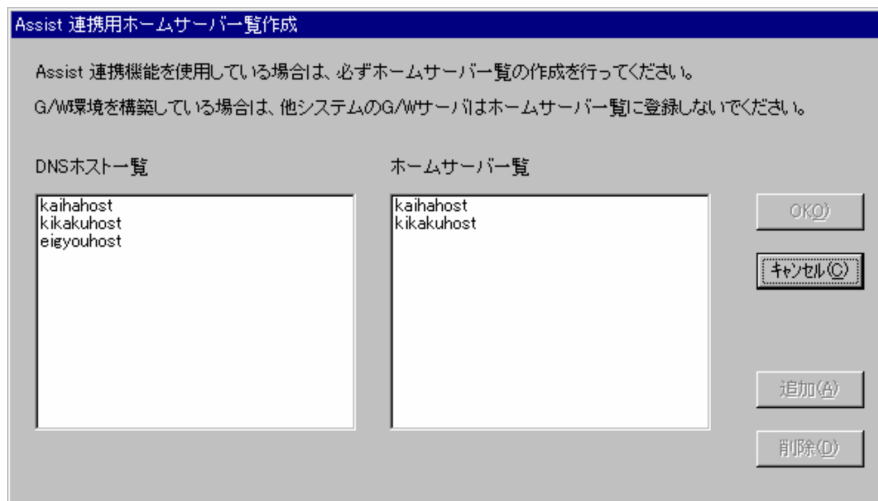 Assist 連携用ホームサーバ一覧作成
Assist 連携機能を使用している場合は、必ずホームサーバ一覧の作成を行ってください。
G/W環境を構築している場合は、他システムのG/Wサーバはホームサーバ一覧に登録しないでください。
DNSホスト一覧
ホームサーバ一覧
kaihahost
kikakuhost
eigyouhost
kaihahost
kikakuhost
OKO)
キャンセル(C)
追加(A)
削除(D)